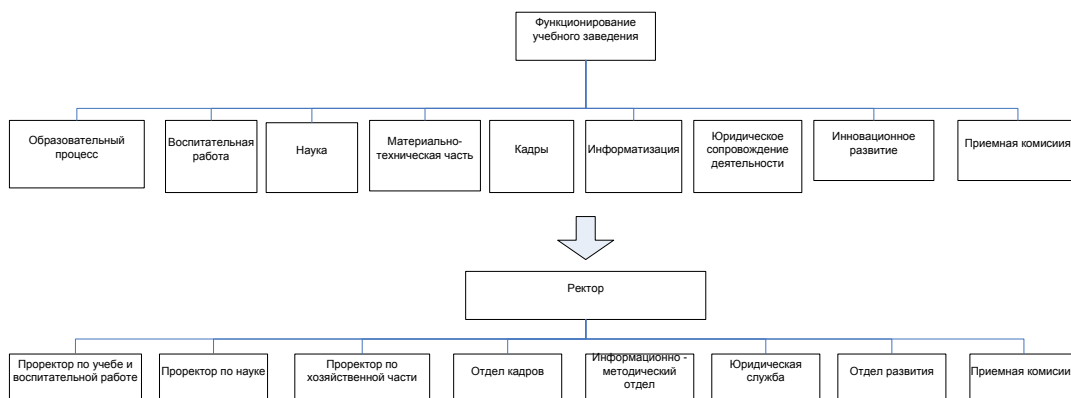 Функционирование
учебного заведения
Образовательный
процесс
Воспитательная
работа
Наука
Материально-
техническая часть
Кадры
Информатизация
Юридическое
сопровождение
деятельности
Инновационное
развитие
Приемная комисиия
Ректор
Проректор по учебе и
воспитательной работе
Проректор по науке
Проректор по
хозяйственной части
Отдел кадров
Информационно -
методический
отдел
Юридическая
служба
Отдел развития
Приемная комисии